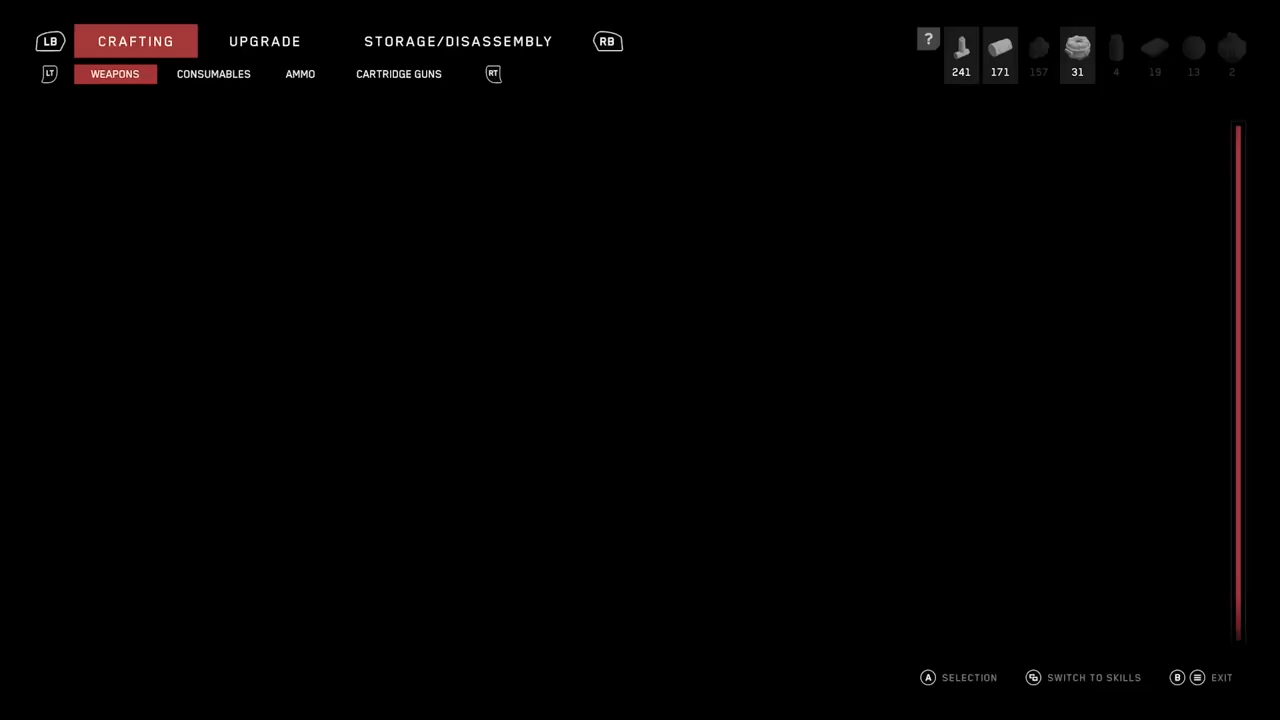 LB CRAFTING UPGRADE STORAGE/DISASSEMBLY RB ?
LT WEAPONS CONSUMABLES AMMO CARTRIDGE GUNS RT
241 171 157 31 4 19 13 2
A SELECTION SWITCH TO SKILLS B EXIT